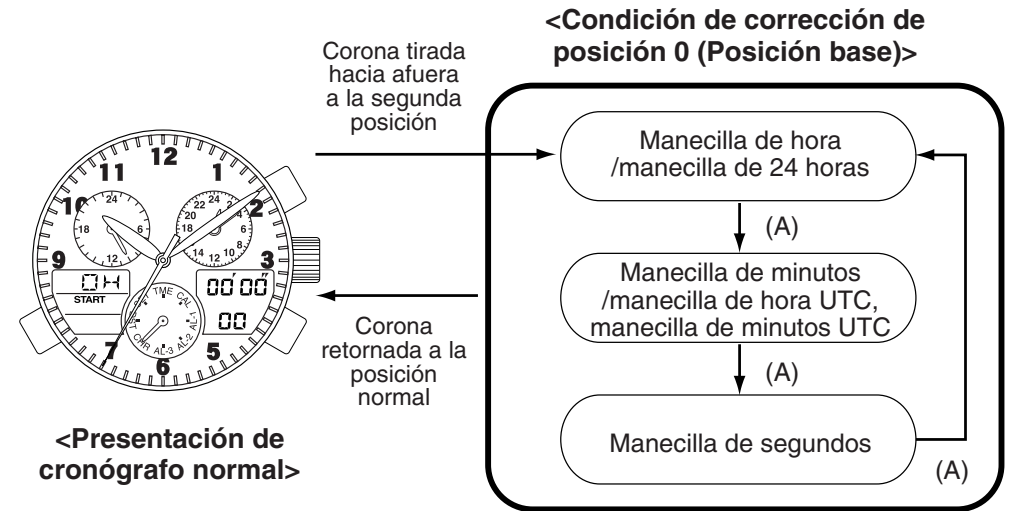 <Condición de corrección de
posición 0 (Posición base)>
Corona tirada
hacia afuera
a la segunda
posición
Manecilla de hora
/manecilla de 24 horas
(A)
Manecilla de minutos
/manecilla de hora UTC,
manecilla de minutos UTC
(A)
Manecilla de segundos
(A)
Corona
retornada a la
posición
normal
12
11
1
10
2
9
3
7
5
6
24
18
6
12
22 24
20
18
6
8
14 12 10
START
00'00"
00
TME CAL AL-1 AL-2 AL-3 CHR
<Presentación de
cronógrafo normal>